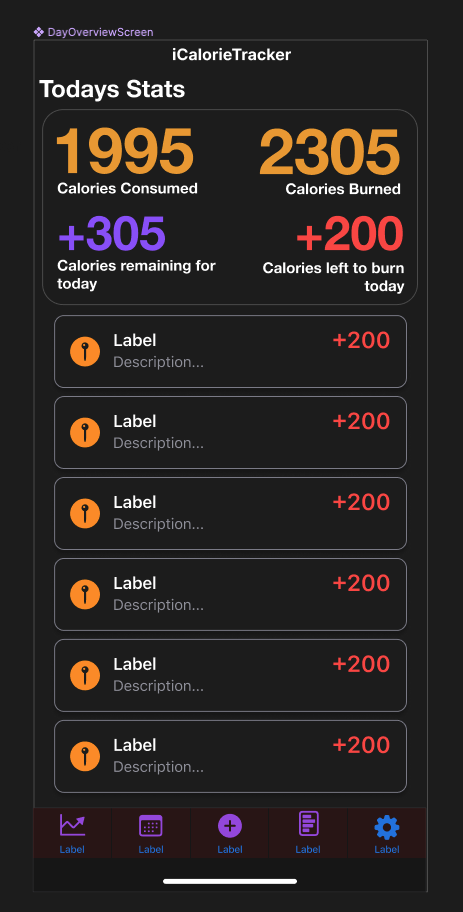 DayOverviewScreen
iCalorieTracker
Todays Stats
1995
Calories Consumed
2305
Calories Burned
+305
Calories remaining for
today
+200
Calories left to burn
today
Label
Description...
+200
Label
Description...
+200
Label
Description...
+200
Label
Description...
+200
Label
Description...
+200
Label
Description...
+200
Label
Label
Label
Label
Label